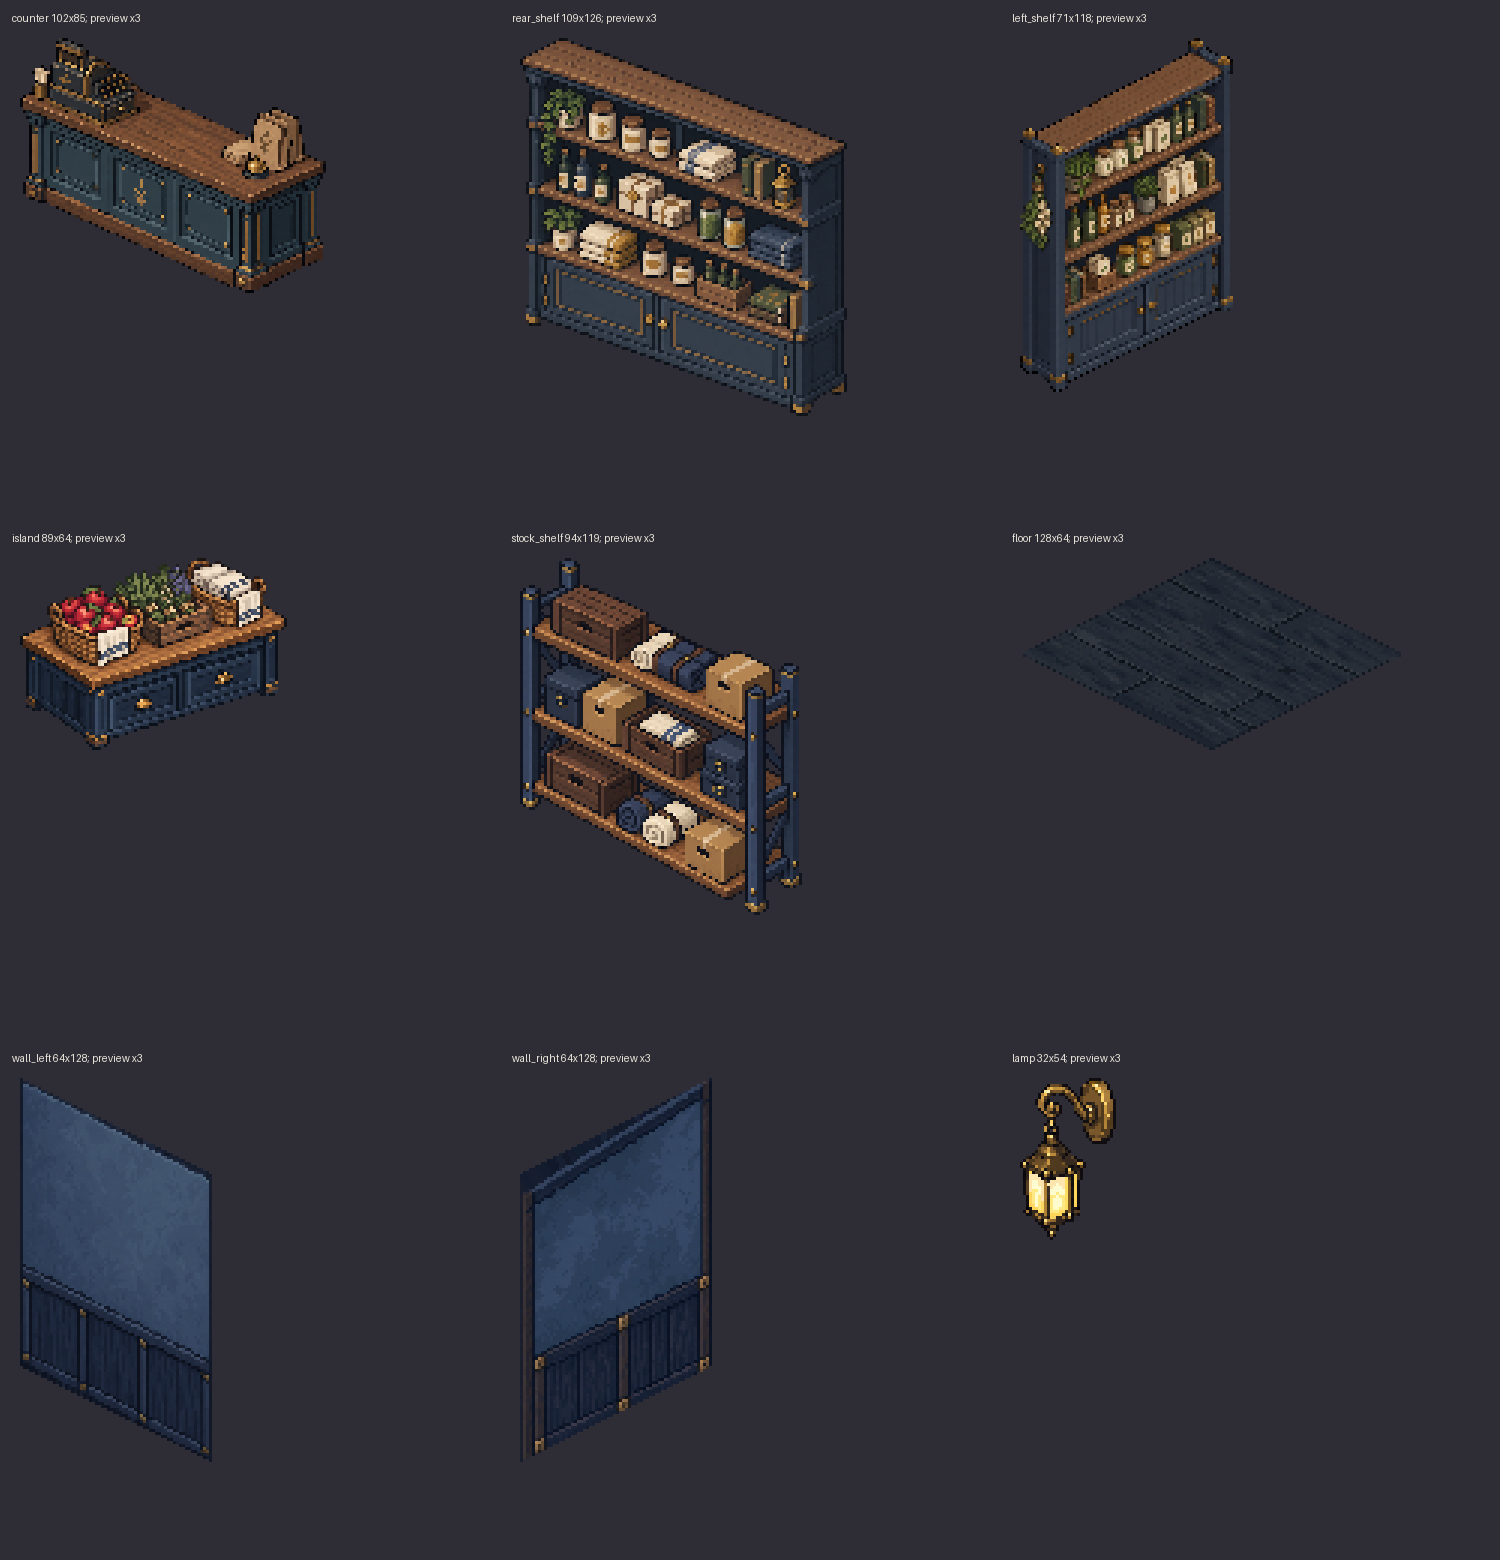 counter 102x85; preview x3
rear_shelf 109x126; preview x3
left_shelf 71x118; preview x3
island 89x64; preview x3
stock_shelf 94x119; preview x3
floor 128x64; preview x3
wall_left 64x128; preview x3
wall_right 64x128; preview x3
lamp 32x54; preview x3